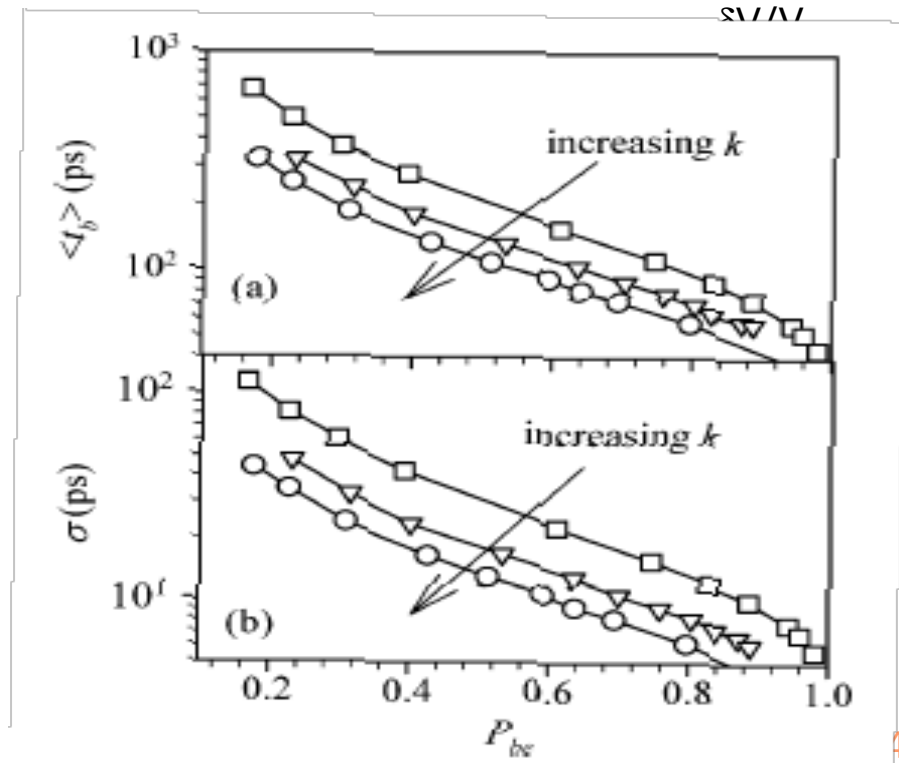 10³
<t_b> (ps)
increasing k
10²
(a)
10²
increasing k
σ (ps)
10¹
(b)
0.2 0.4 0.6 0.8 1.0
P_be